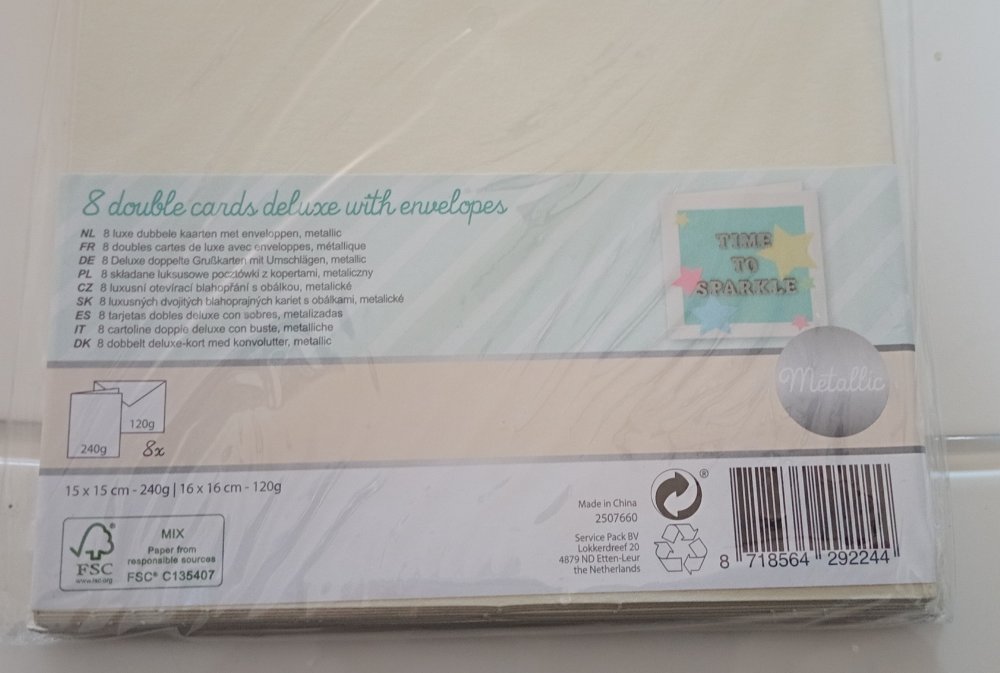 8 double cards deluxe with envelopes
NL 8 luxe dubbele kaarten met enveloppen, metallic
FR 8 doubles cartes de luxe avec enveloppes, métallique
DE 8 Deluxe doppelte Grußkarten mit Umschlägen, metallic
PL 8 składane luksusowe pocztówki z kopertami, metaliczny
CZ 8 luxusní otevírací blahopřání s obálkou, metalické
SK 8 luxusných dvojitých blahoprajných kariet s obálkami, metalické
ES 8 tarjetas dobles deluxe con sobres, metalizadas
IT 8 cartoline doppie deluxe con buste, metalliche
DK 8 dobbelt deluxe-kort med konvolutter, metallic
TIME
TO
SPARKLE
Metallic
120g
240g
8x
15 x 15 cm - 240g | 16 x 16 cm - 120g
FSC®
www.fsc.org
MIX
Paper from
responsible sources
FSC® C135407
Made in China
2507660
Service Pack BV
Lokkerdreef 20
4879 ND Etten-Leur
the Netherlands
®
8 718564 292244